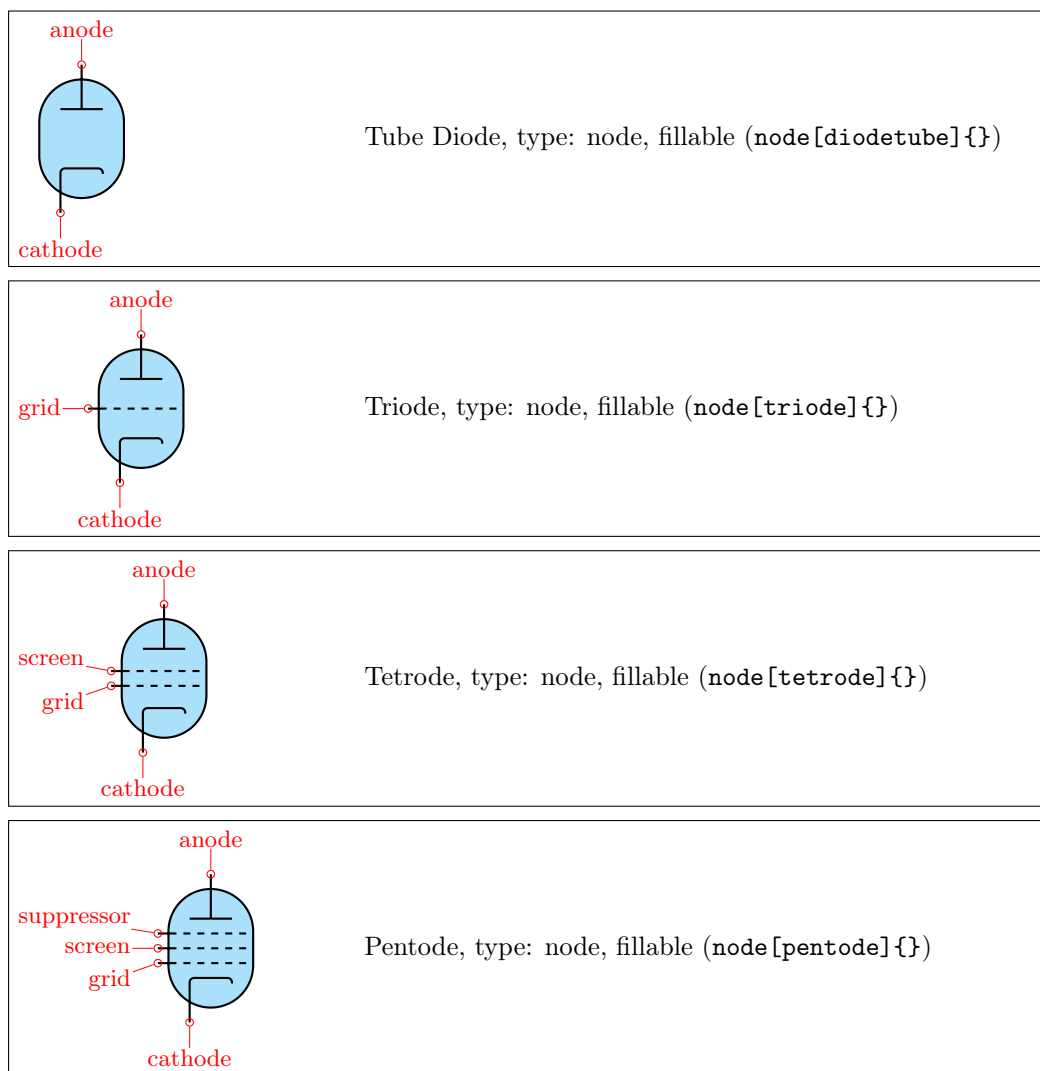 anode
Tube Diode, type: node, fillable (node[diodetube]{})
cathode
anode
grid
Triode, type: node, fillable (node[triode]{})
cathode
anode
screen
grid
Tetrode, type: node, fillable (node[tetrode]{})
cathode
anode
suppressor
screen
grid
Pentode, type: node, fillable (node[pentode]{})
cathode